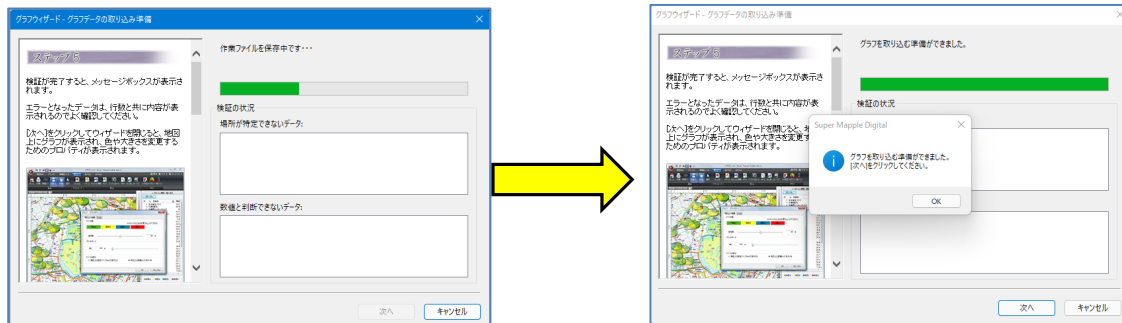 グラフウィザード - グラフデータの取り込み準備
ステップ 5
検証が完了すると、メッセージボックスが表示さ
れます。
エラーとなったデータは、行数と共に内容が表
示されるのでよく確認してください。
[次へ]をクリックしてウィザードを閉じると、地図
上にグラフが表示され、色や大きさを変更する
ためのプロパティが表示されます。
作業ファイルを保存中です・・・
検証の状況
場所が特定できないデータ:
数値と判断できないデータ:
次へ
キャンセル
グラフウィザード - グラフデータの取り込み準備
ステップ 5
検証が完了すると、メッセージボックスが表示さ
れます。
エラーとなったデータは、行数と共に内容が表
示されるのでよく確認してください。
[次へ]をクリックしてウィザードを閉じると、地
上にグラフが表示され、色や大きさを変更
ためのプロパティが表示されます。
グラフを取り込む準備ができました。
検証の状況
Super Mapple Digital
グラフを取り込む準備ができました。
[次へ]をクリックしてください。
OK
次へ
キャンセル